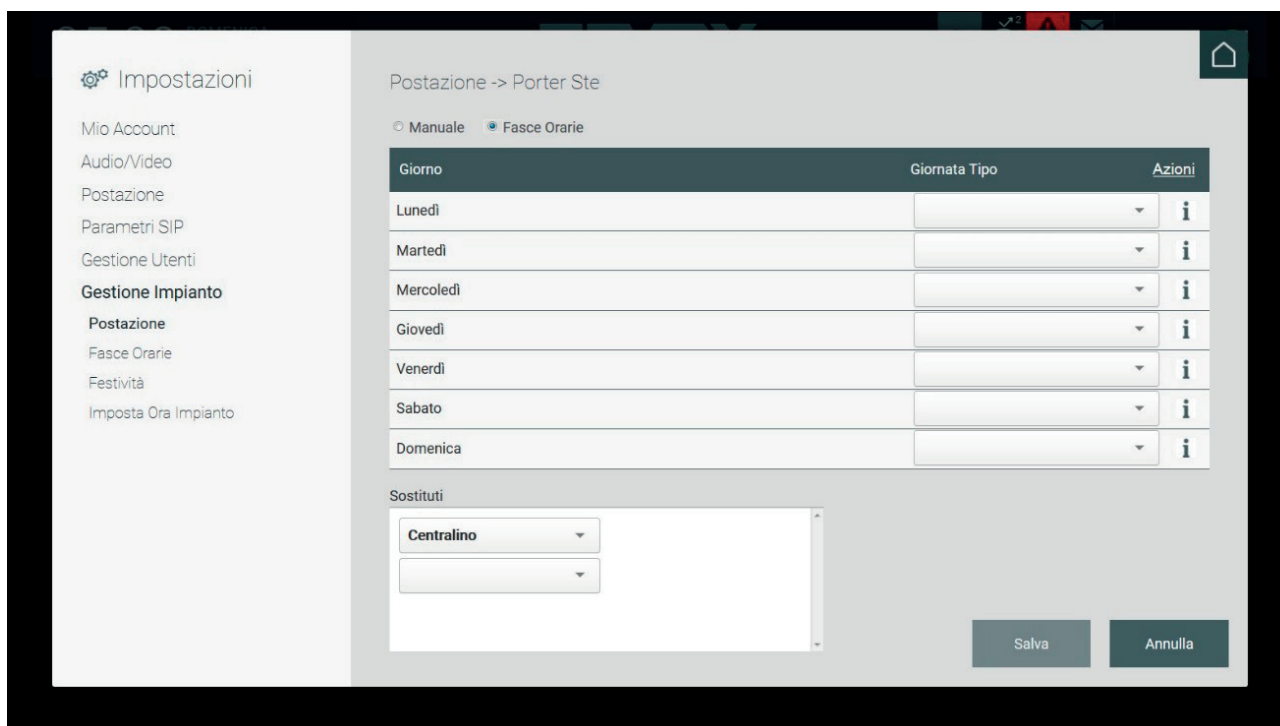 Impostazioni
Mio Account
Audio/Video
Postazione
Parametri SIP
Gestione Utenti
Gestione Impianto
Postazione
Fasce Orarie
Festività
Imposta Ora Impianto
Postazione -> Porter Ste
Manuale Fasce Orarie
Giorno Giornata Tipo Azioni
Lunedì
Martedì
Mercoledì
Giovedì
Venerdì
Sabato
Domenica
Sostituti
Centralino
Salva Annulla